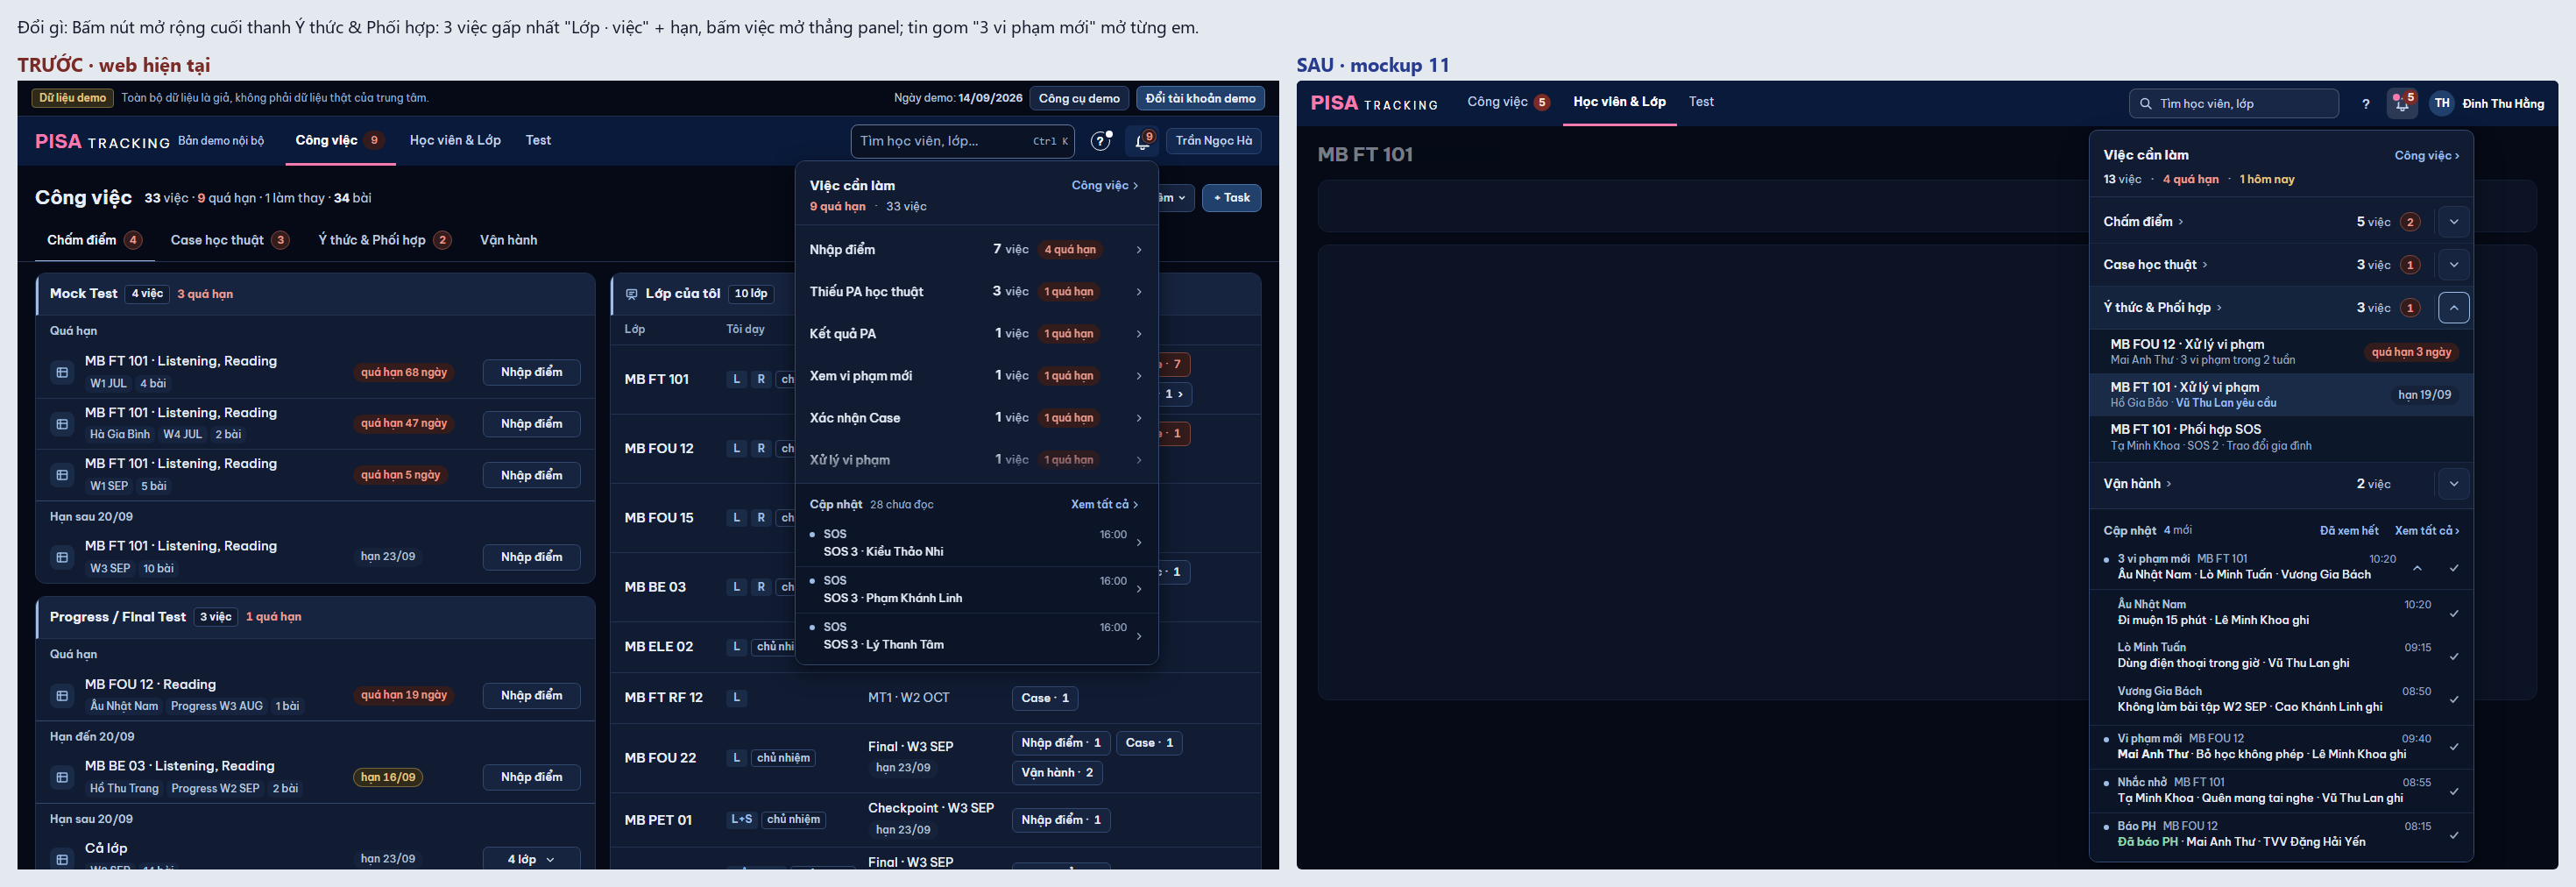 Đổi gì: Bấm nút mở rộng cuối thanh Ý thức & Phối hợp: 3 việc gấp nhất "Lớp · việc" + hạn, bấm việc mở thẳng panel; tin gom "3 vi phạm mới" mở từng em.
TRƯỚC · web hiện tại
Dữ liệu demo Toàn bộ dữ liệu là giả, không phải dữ liệu thật của trung tâm. Ngày demo: 14/09/2026 Công cụ demo Đổi tài khoản demo
PISA TRACKING Bản demo nội bộ Công việc 9 Học viên & Lớp Test Tìm học viên, lớp... Ctrl K ? 9 Trần Ngọc Hà
Công việc 33 việc · 9 quá hạn · 1 làm thay · 34 bài êm + Task
Chấm điểm 4 Case học thuật 3 Ý thức & Phối hợp 2 Vận hành
Mock Test 4 việc 3 quá hạn
Quá hạn
MB FT 101 · Listening, Reading quá hạn 68 ngày Nhập điểm
W1 JUL 4 bài
MB FT 101 · Listening, Reading quá hạn 47 ngày Nhập điểm
Hà Gia Bình W4 JUL 2 bài
MB FT 101 · Listening, Reading quá hạn 5 ngày Nhập điểm
W1 SEP 5 bài
Hạn sau 20/09
MB FT 101 · Listening, Reading hạn 23/09 Nhập điểm
W3 SEP 10 bài
Progress / Final Test 3 việc 1 quá hạn
Quá hạn
MB FOU 12 · Reading quá hạn 19 ngày Nhập điểm
Âu Nhật Nam Progress W3 AUG 1 bài
Hạn đến 20/09
MB BE 03 · Listening, Reading hạn 16/09 Nhập điểm
Hồ Thu Trang Progress W2 SEP 2 bài
Hạn sau 20/09
Cả lớp hạn 23/09 4 lớp
Lớp của tôi 10 lớp
Lớp Tôi dạy
MB FT 101 L R ch · 7
1 ›
MB FOU 12 L R ch · 1
MB FOU 15 L R ch
MB BE 03 L R ch · 1
MB ELE 02 L chủ nhi
MB FT RF 12 L MT1 · W2 OCT Case · 1
MB FOU 22 L chủ nhiệm Final · W3 SEP hạn 23/09 Nhập điểm · 1 Case · 1
Vận hành · 2
MB PET 01 L+S chủ nhiệm Checkpoint · W3 SEP hạn 23/09 Nhập điểm · 1
Final · W3 SEP
Việc cần làm Công việc ›
9 quá hạn · 33 việc
Nhập điểm 7 việc 4 quá hạn ›
Thiếu PA học thuật 3 việc 1 quá hạn ›
Kết quả PA 1 việc 1 quá hạn ›
Xem vi phạm mới 1 việc 1 quá hạn ›
Xác nhận Case 1 việc 1 quá hạn ›
Xử lý vi phạm 1 việc 1 quá hạn ›
Cập nhật 28 chưa đọc Xem tất cả ›
SOS 16:00
SOS 3 · Kiều Thảo Nhi
SOS 16:00
SOS 3 · Phạm Khánh Linh
SOS 16:00
SOS 3 · Lý Thanh Tâm
SAU · mockup 11
PISA TRACKING Công việc 5 Học viên & Lớp Test Tìm học viên, lớp ? 5 TH Đinh Thu Hằng
MB FT 101
Việc cần làm Công việc ›
13 việc · 4 quá hạn · 1 hôm nay
Chấm điểm › 5 việc 2
Case học thuật › 3 việc 1
Ý thức & Phối hợp › 3 việc 1
MB FOU 12 · Xử lý vi phạm quá hạn 3 ngày
Mai Anh Thư · 3 vi phạm trong 2 tuần
MB FT 101 · Xử lý vi phạm hạn 19/09
Hồ Gia Bảo · Vũ Thu Lan yêu cầu
MB FT 101 · Phối hợp SOS
Tạ Minh Khoa · SOS 2 · Trao đổi gia đình
Vận hành › 2 việc
Cập nhật 4 mới Đã xem hết Xem tất cả ›
3 vi phạm mới MB FT 101 10:20
Âu Nhật Nam · Lò Minh Tuấn · Vương Gia Bách
Âu Nhật Nam 10:20
Đi muộn 15 phút · Lê Minh Khoa ghi
Lò Minh Tuấn 09:15
Dùng điện thoại trong giờ · Vũ Thu Lan ghi
Vương Gia Bách 08:50
Không làm bài tập W2 SEP · Cao Khánh Linh ghi
Vi phạm mới MB FOU 12 09:40
Mai Anh Thư · Bỏ học không phép · Lê Minh Khoa ghi
Nhắc nhở MB FT 101 08:55
Tạ Minh Khoa · Quên mang tai nghe · Vũ Thu Lan ghi
Báo PH MB FOU 12 08:15
Đã báo PH · Mai Anh Thư · TVV Đặng Hải Yến